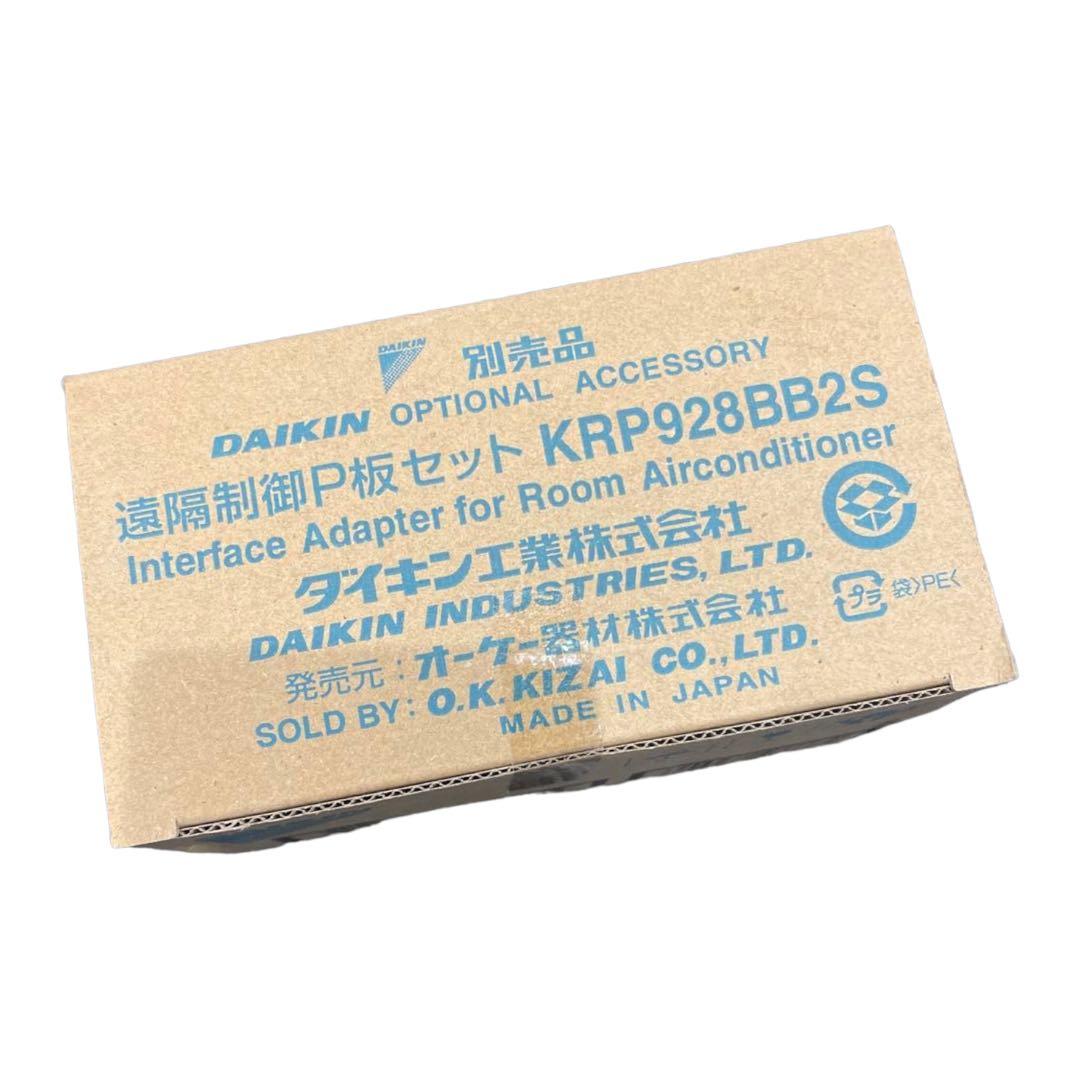 DAIKIN
別売品
DAIKIN OPTIONAL ACCESSORY
遠隔制御P板セット KRP928BB2S
Interface Adapter for Room Airconditioner
ダイキン工業株式会社
DAIKIN INDUSTRIES, LTD.
プラ
袋>PE<
発売元:オーケー器材株式会社
SOLD BY: O.K.KIZAI CO.,LTD.
MADE IN JAPAN